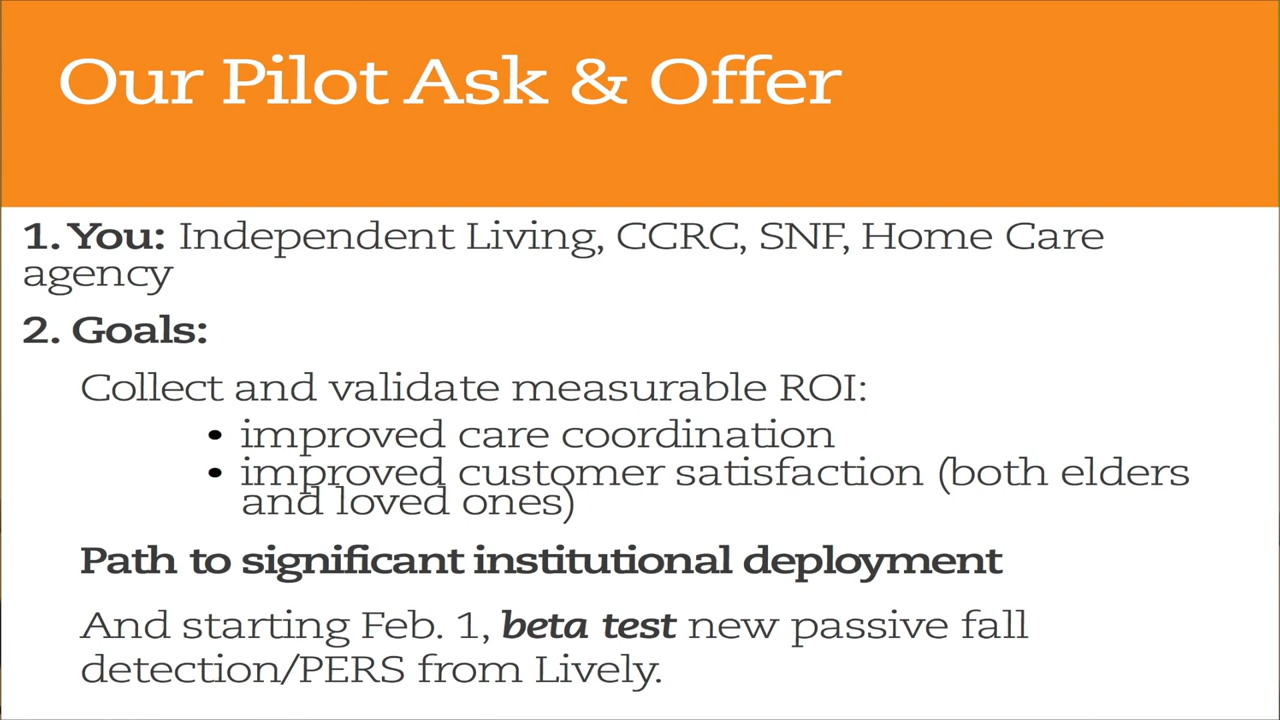 Our Pilot Ask & Offer
1. You: Independent Living, CCRC, SNF, Home Care
agency
2. Goals:
Collect and validate measurable ROI:
• improved care coordination
• improved customer satisfaction (both elders
and loved ones)
Path to significant institutional deployment
And starting Feb. 1, beta test new passive fall
detection/PERS from Lively.